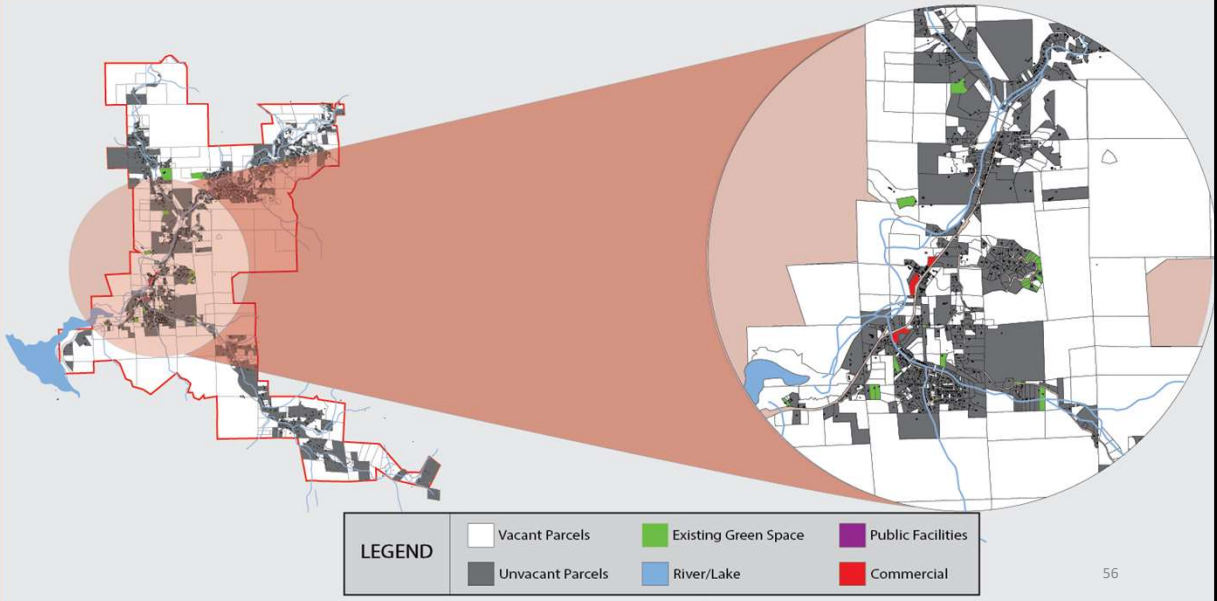 LEGEND
Vacant Parcels
Existing Green Space
Public Facilities
Unvacant Parcels
River/Lake
Commercial
56